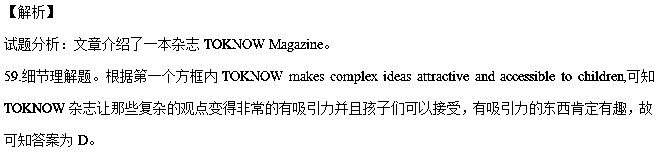 【解析】
试题分析：文章介绍了一本杂志 TOKNOW Magazine。
59.细节理解题。根据第一个方框内 TOKNOW makes complex ideas attractive and accessible to children,可知
TOKNOW 杂志让那些复杂的观点变得非常的有吸引力并且孩子们可以接受，有吸引力的东西肯定有趣，故
可知答案为 D。